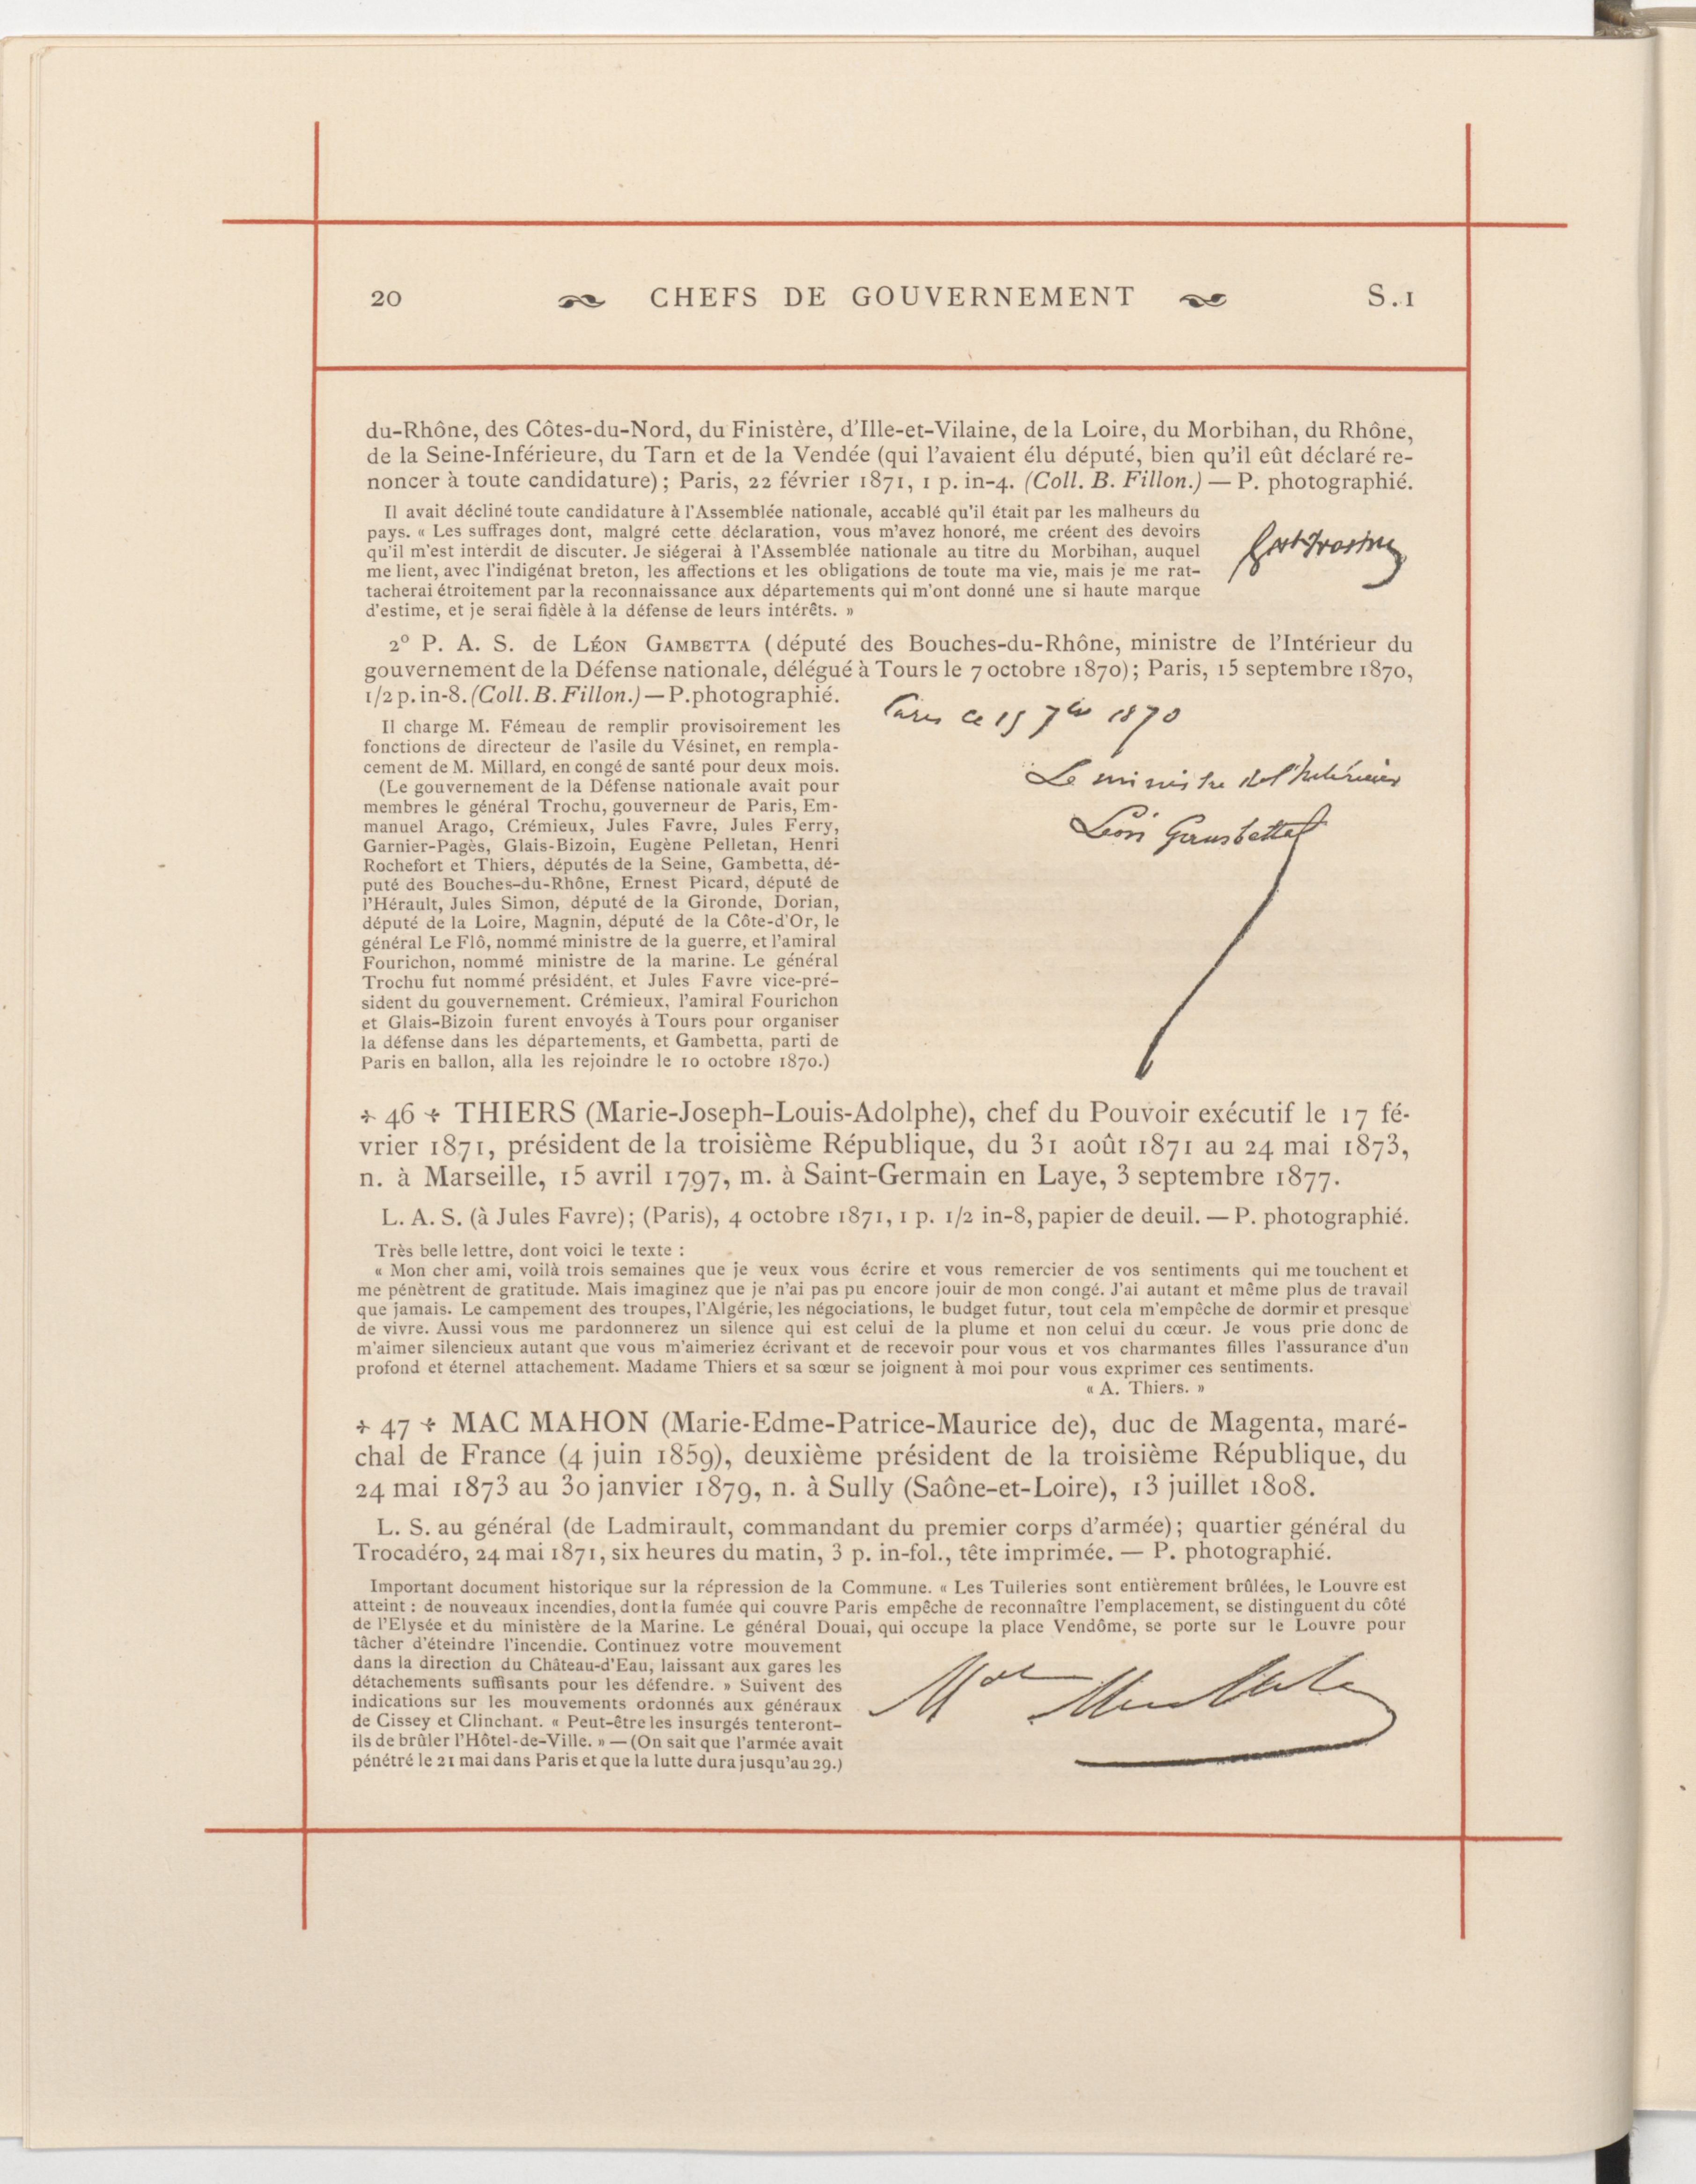 20 CHEFS DE GOUVERNEMENT S.1
du-Rhône, des Côtes-du-Nord, du Finistère, d'Ille-et-Vilaine, de la Loire, du Morbihan, du Rhône,
de la Seine-Inférieure, du Tarn et de la Vendée (qui l'avaient élu député, bien qu'il eût déclaré re-
noncer à toute candidature); Paris, 22 février 1871, 1 p. in-4. (Coll. B. Fillon.) — P. photographié.
Il avait décliné toute candidature à l'Assemblée nationale, accablé qu'il était par les malheurs du
pays. « Les suffrages dont, malgré cette déclaration, vous m'avez honoré, me créent des devoirs
qu'il m'est interdit de discuter. Je siégerai à l'Assemblée nationale au titre du Morbihan, auquel
me lient, avec l'indigénat breton, les affections et les obligations de toute ma vie, mais je me rat-
tacherai étroitement par la reconnaissance aux départements qui m'ont donné une si haute marque
d'estime, et je serai fidèle à la défense de leurs intérêts. »
2° P. A. S. de LÉON GAMBETTA (député des Bouches-du-Rhône, ministre de l'Intérieur du
gouvernement de la Défense nationale, délégué à Tours le 7 octobre 1870); Paris, 15 septembre 1870,
1/2 p. in-8. (Coll. B. Fillon.) — P. photographié.
Paris ce 15 7bre 1870
Le ministre de l'Intérieur
Léon Gambetta
Il charge M. Fémeau de remplir provisoirement les
fonctions de directeur de l'asile du Vésinet, en rempla-
cement de M. Millard, en congé de santé pour deux mois.
(Le gouvernement de la Défense nationale avait pour
membres le général Trochu, gouverneur de Paris, Em-
manuel Arago, Crémieux, Jules Favre, Jules Ferry,
Garnier-Pagès, Glais-Bizoin, Eugène Pelletan, Henri
Rochefort et Thiers, députés de la Seine, Gambetta, dé-
puté des Bouches-du-Rhône, Ernest Picard, député de
l'Hérault, Jules Simon, député de la Gironde, Dorian,
député de la Loire, Magnin, député de la Côte-d'Or, le
général Le Flô, nommé ministre de la guerre, et l'amiral
Fourichon, nommé ministre de la marine. Le général
Trochu fut nommé président, et Jules Favre vice-pré-
sident du gouvernement. Crémieux, l'amiral Fourichon
et Glais-Bizoin furent envoyés à Tours pour organiser
la défense dans les départements, et Gambetta, parti de
Paris en ballon, alla les rejoindre le 10 octobre 1870.)
46 THIERS (Marie-Joseph-Louis-Adolphe), chef du Pouvoir exécutif le 17 fé-
vrier 1871, président de la troisième République, du 31 août 1871 au 24 mai 1873,
n. à Marseille, 15 avril 1797, m. à Saint-Germain en Laye, 3 septembre 1877.
L. A. S. (à Jules Favre); (Paris), 4 octobre 1871, 1 p. 1/2 in-8, papier de deuil. — P. photographié.
Très belle lettre, dont voici le texte :
« Mon cher ami, voilà trois semaines que je veux vous écrire et vous remercier de vos sentiments qui me touchent et
me pénètrent de gratitude. Mais imaginez que je n'ai pas pu encore jouir de mon congé. J'ai autant et même plus de travail
que jamais. Le campement des troupes, l'Algérie, les négociations, le budget futur, tout cela m'empêche de dormir et presque
de vivre. Aussi vous me pardonnerez un silence qui est celui de la plume et non celui du cœur. Je vous prie donc de
m'aimer silencieux autant que vous m'aimeriez écrivant et de recevoir pour vous et vos charmantes filles l'assurance d'un
profond et éternel attachement. Madame Thiers et sa sœur se joignent à moi pour vous exprimer ces sentiments.
« A. Thiers. »
47 MAC MAHON (Marie-Edme-Patrice-Maurice de), duc de Magenta, maré-
chal de France (4 juin 1859), deuxième président de la troisième République, du
24 mai 1873 au 30 janvier 1879, n. à Sully (Saône-et-Loire), 13 juillet 1808.
L. S. au général (de Ladmirault, commandant du premier corps d'armée); quartier général du
Trocadéro, 24 mai 1871, six heures du matin, 3 p. in-fol., tête imprimée. — P. photographié.
Important document historique sur la répression de la Commune. « Les Tuileries sont entièrement brûlées, le Louvre est
atteint : de nouveaux incendies, dont la fumée qui couvre Paris empêche de reconnaître l'emplacement, se distinguent du côté
de l'Elysée et du ministère de la Marine. Le général Douai, qui occupe la place Vendôme, se porte sur le Louvre pour
tâcher d'éteindre l'incendie. Continuez votre mouvement
dans la direction du Château-d'Eau, laissant aux gares les
détachements suffisants pour les défendre. » Suivent des
indications sur les mouvements ordonnés aux généraux
de Cissey et Clinchant. « Peut-être les insurgés tenteront-
ils de brûler l'Hôtel-de-Ville. » — (On sait que l'armée avait
pénétré le 21 mai dans Paris et que la lutte dura jusqu'au 29.)